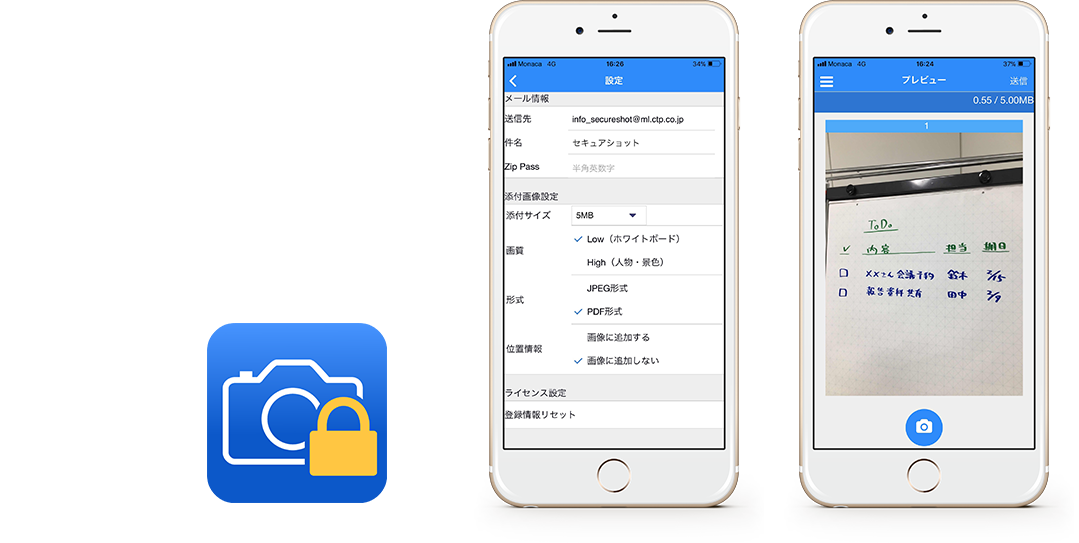 Monaca 4G 16:26 34%
設定
メール情報
送信先 info_secureshot@ml.ctp.co.jp
件名 セキュアショット
Zip Pass 半角英数字
添付画像設定
添付サイズ 5MB
画質 Low（ホワイトボード）
High（人物・景色）
形式 JPEG形式
PDF形式
位置情報 画像に追加する
画像に追加しない
ライセンス設定
登録情報リセット
Monaca 4G 16:24 37%
プレビュー 送信
0.55 / 5.00MB
1
ToDo
✓ 内容 担当 期日
XXさん会議予約 鈴木
報告資料共有 田中 2/9